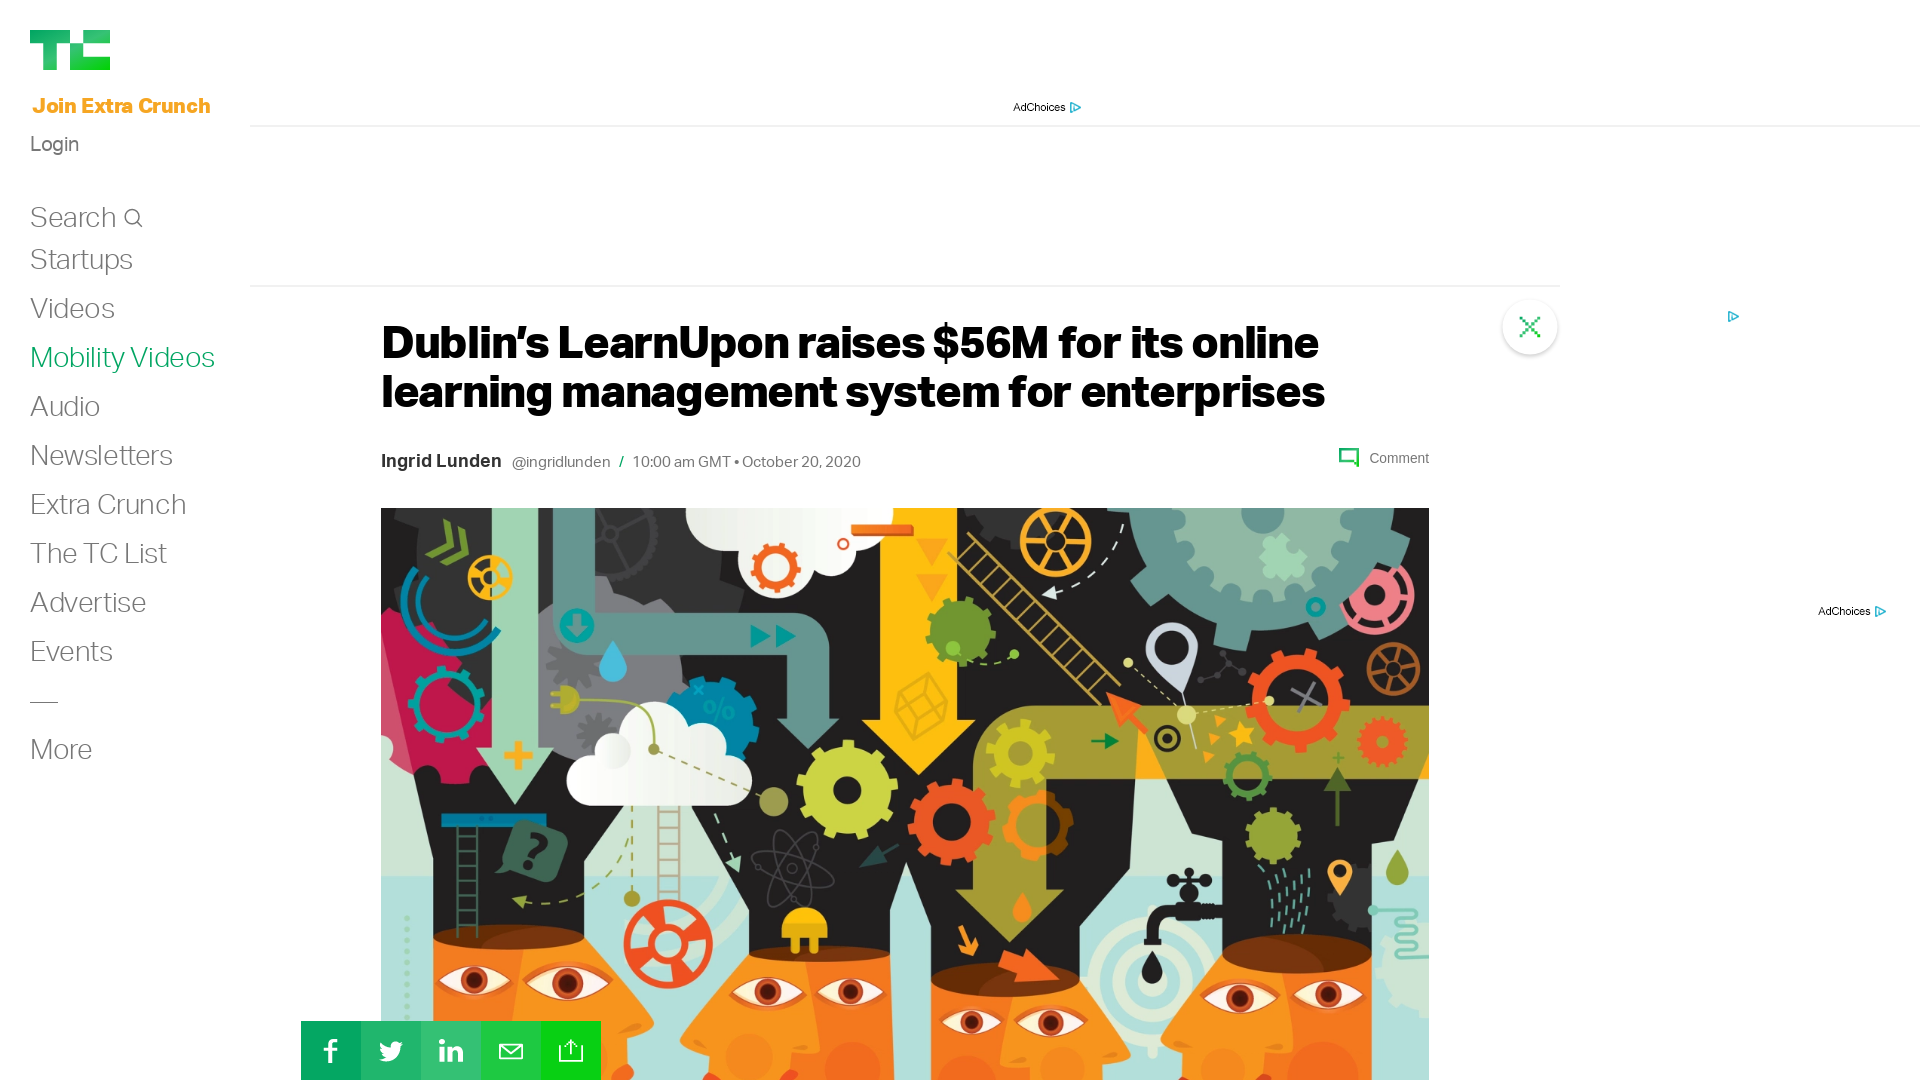 TC
Join Extra Crunch
Login
Search
Startups
Videos
Mobility Videos
Audio
Newsletters
Extra Crunch
The TC List
Advertise
Events
More
AdChoices
Dublin’s LearnUpon raises $56M for its online
learning management system for enterprises
Ingrid Lunden @ingridlunden / 10:00 am GMT • October 20, 2020
Comment
%
?
AdChoices